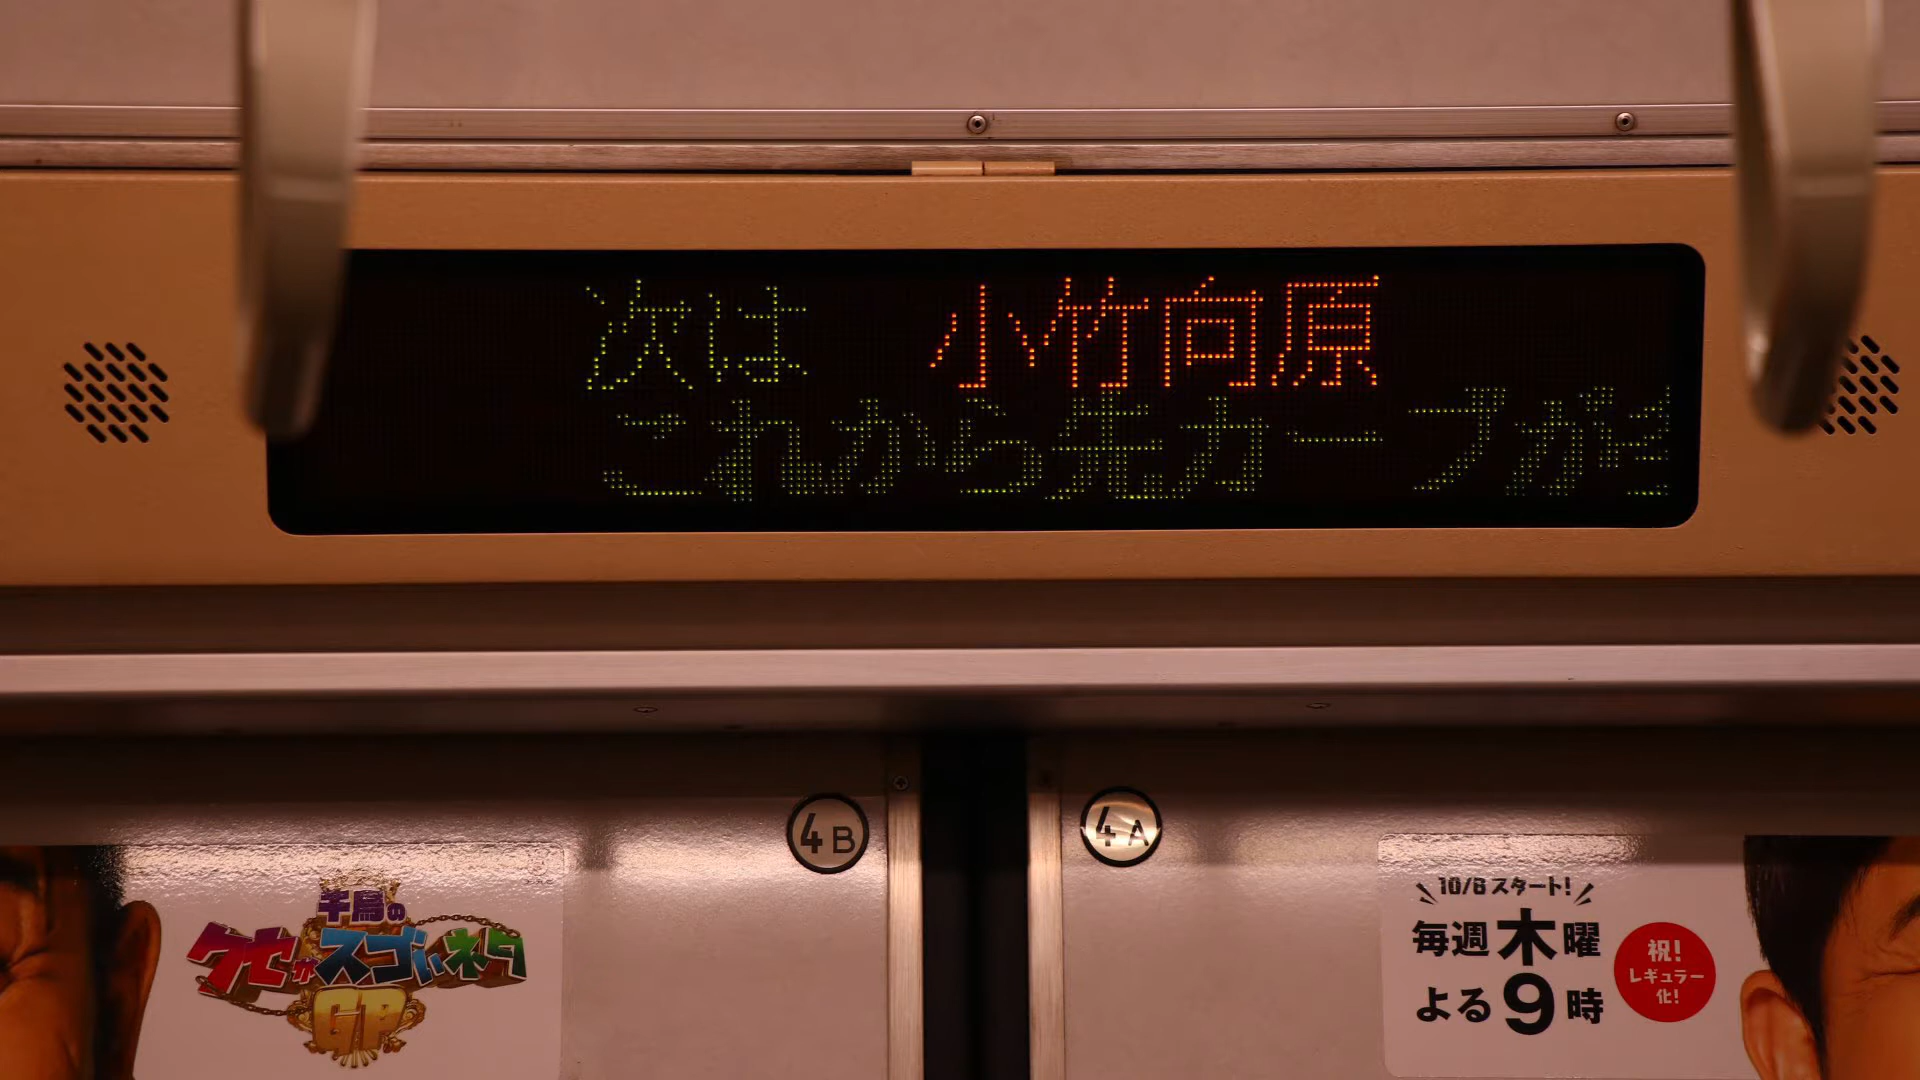 次は 小竹向原
これから先カーブが
4B
4A
千鳥の
クセがスゴいネタ
GP
10/8スタート!
毎週木曜
よる9時
祝!
レギュラー
化!